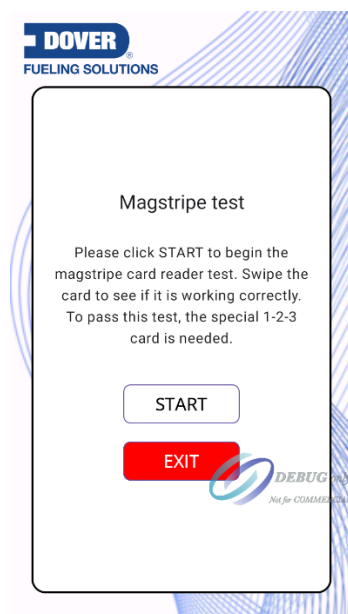 DOVER
®
FUELING SOLUTIONS
Magstripe test
Please click START to begin the
magstripe card reader test. Swipe the
card to see if it is working correctly.
To pass this test, the special 1-2-3
card is needed.
START
EXIT
DEBUG only
Not for COMMERCIAL